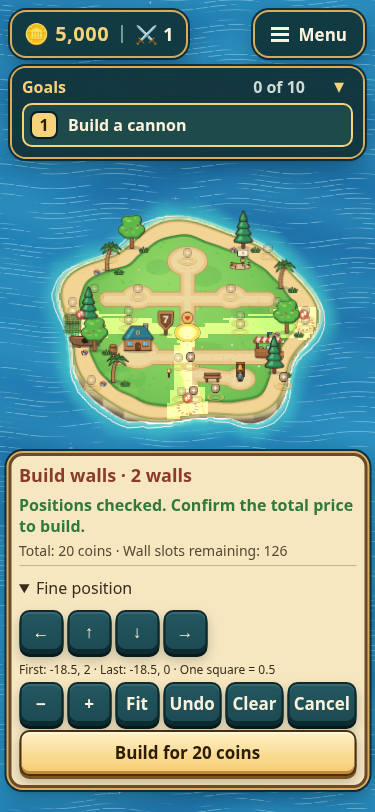 5,000 | 1
Menu
Goals 0 of 10 ▼
1 Build a cannon
7
Build walls · 2 walls
Positions checked. Confirm the total price
to build.
Total: 20 coins · Wall slots remaining: 126
▼ Fine position
← ↑ ↓ →
First: -18.5, 2 · Last: -18.5, 0 · One square = 0.5
− + Fit Undo Clear Cancel
Build for 20 coins